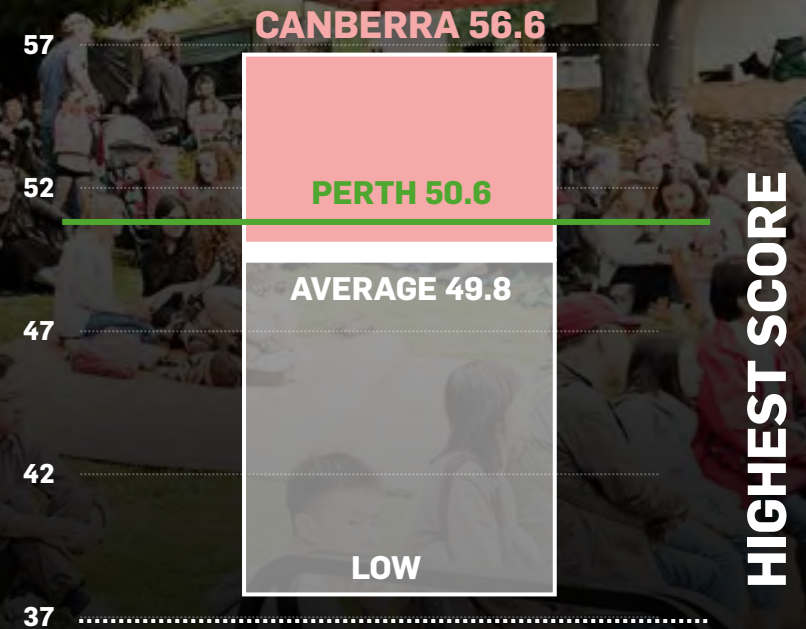 CANBERRA 56.6
57
52
PERTH 50.6
AVERAGE 49.8
47
42
LOW
37
HIGHEST SCORE